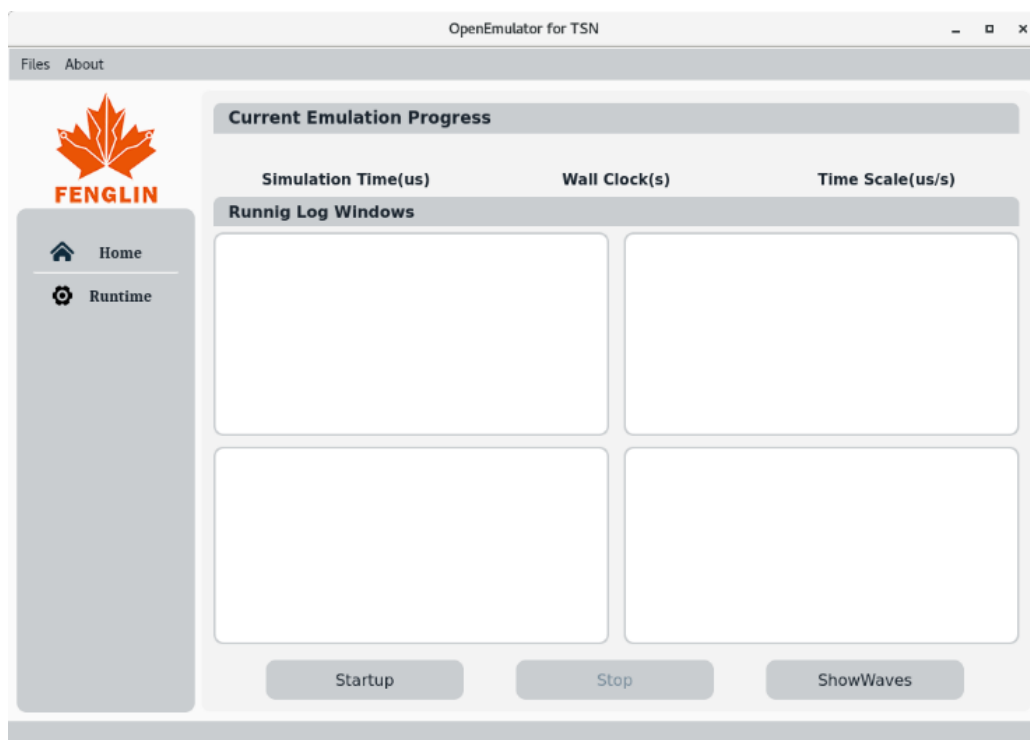 OpenEmulator for TSN
Files About
FENGLIN
Home
Runtime
Current Emulation Progress
Simulation Time(us) Wall Clock(s) Time Scale(us/s)
Runnig Log Windows
Startup Stop ShowWaves